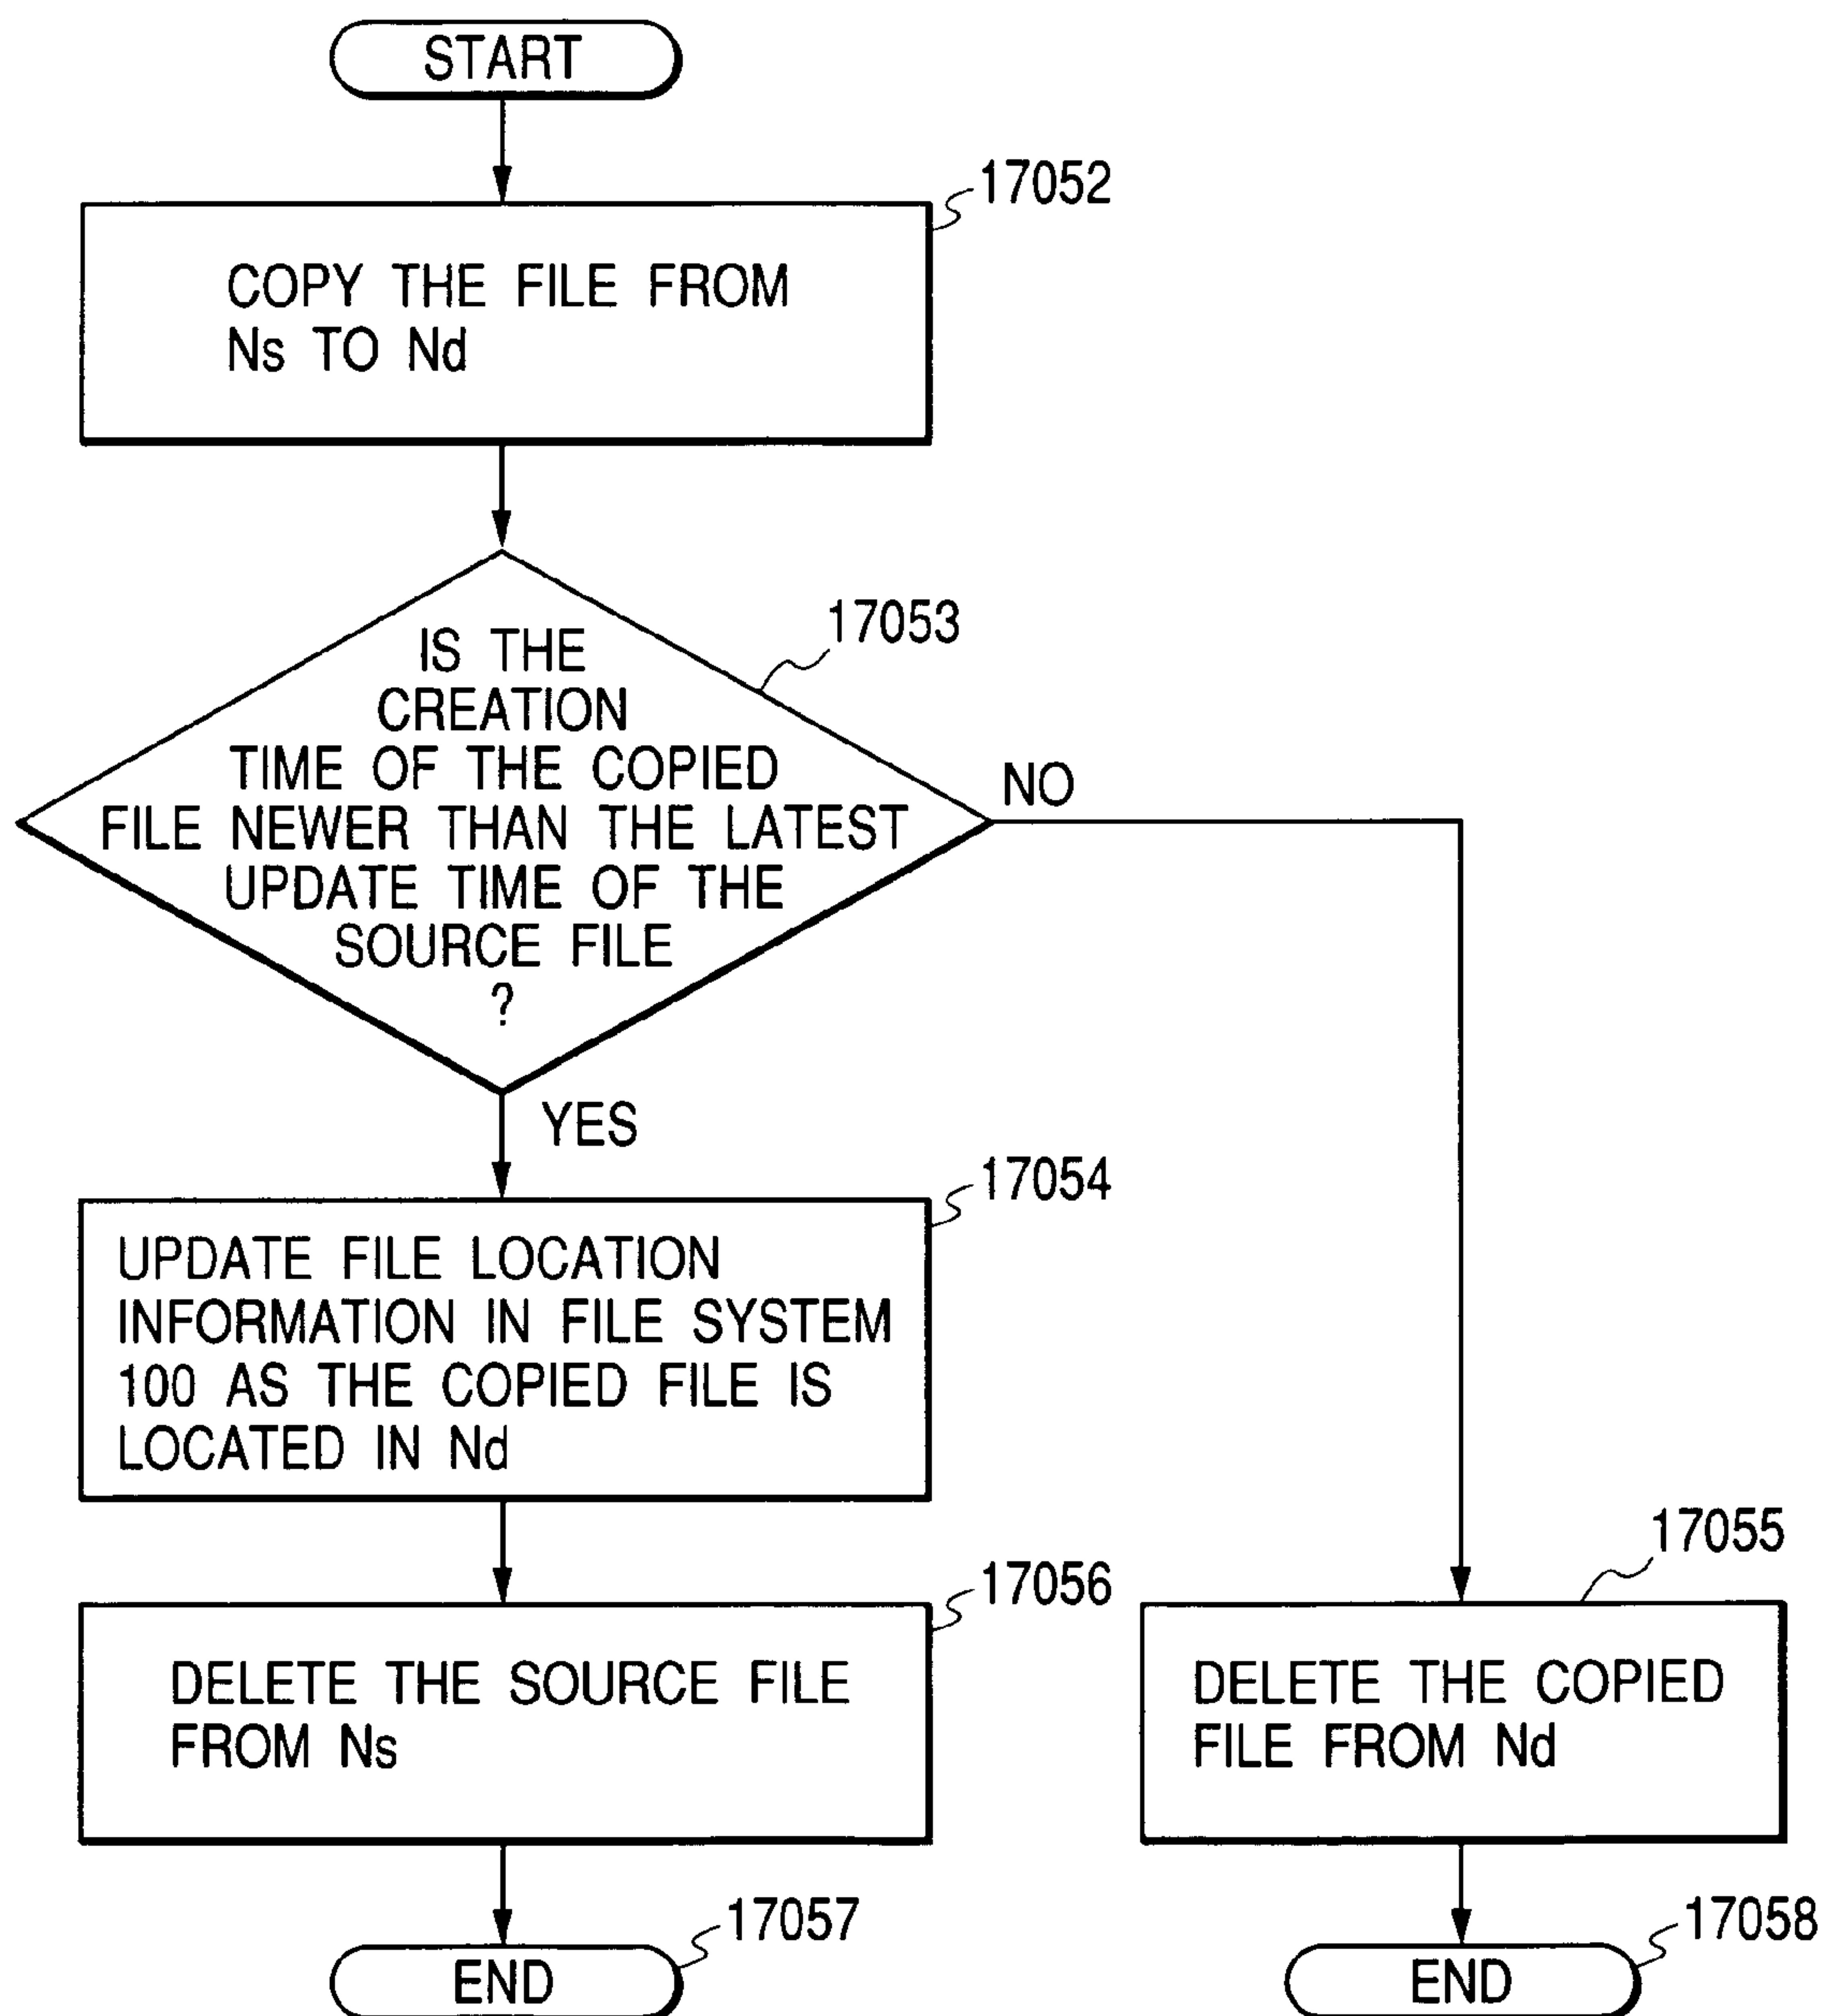 START
17052
COPY THE FILE FROM
Ns TO Nd
17053
IS THE
CREATION
TIME OF THE COPIED
FILE NEWER THAN THE LATEST
UPDATE TIME OF THE
SOURCE FILE
?
NO
YES
17054
UPDATE FILE LOCATION
INFORMATION IN FILE SYSTEM
100 AS THE COPIED FILE IS
LOCATED IN Nd
17055
17056
DELETE THE SOURCE FILE
FROM Ns
DELETE THE COPIED
FILE FROM Nd
17057
END
17058
END